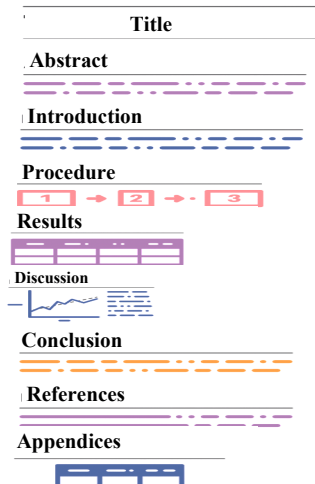 Title
Abstract
Introduction
Procedure
1 2 3
Results
Discussion
Conclusion
References
Appendices